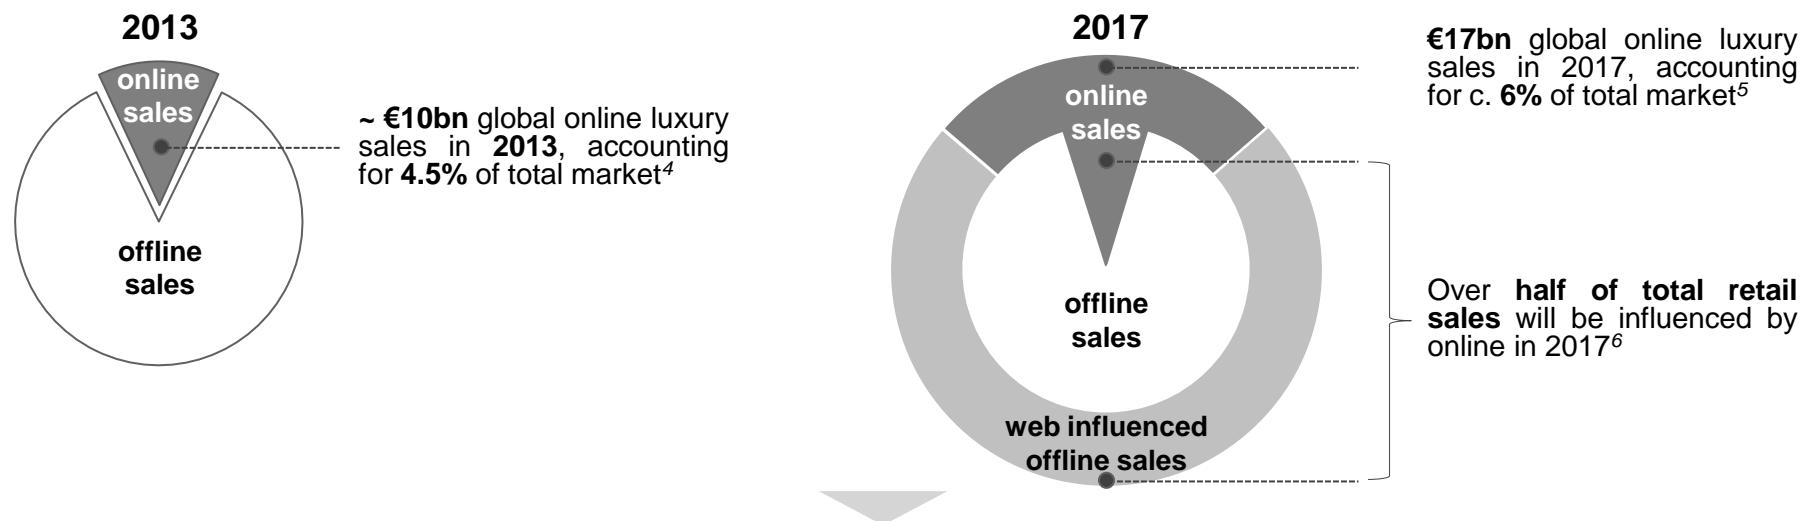 2013
online
sales
offline
sales
~ €10bn global online luxury
sales in 2013, accounting
for 4.5% of total market4
2017
online
sales
offline
sales
web influenced
offline sales
€17bn global online luxury
sales in 2017, accounting
for c. 6% of total market5
Over half of total retail
sales will be influenced by
online in 20176